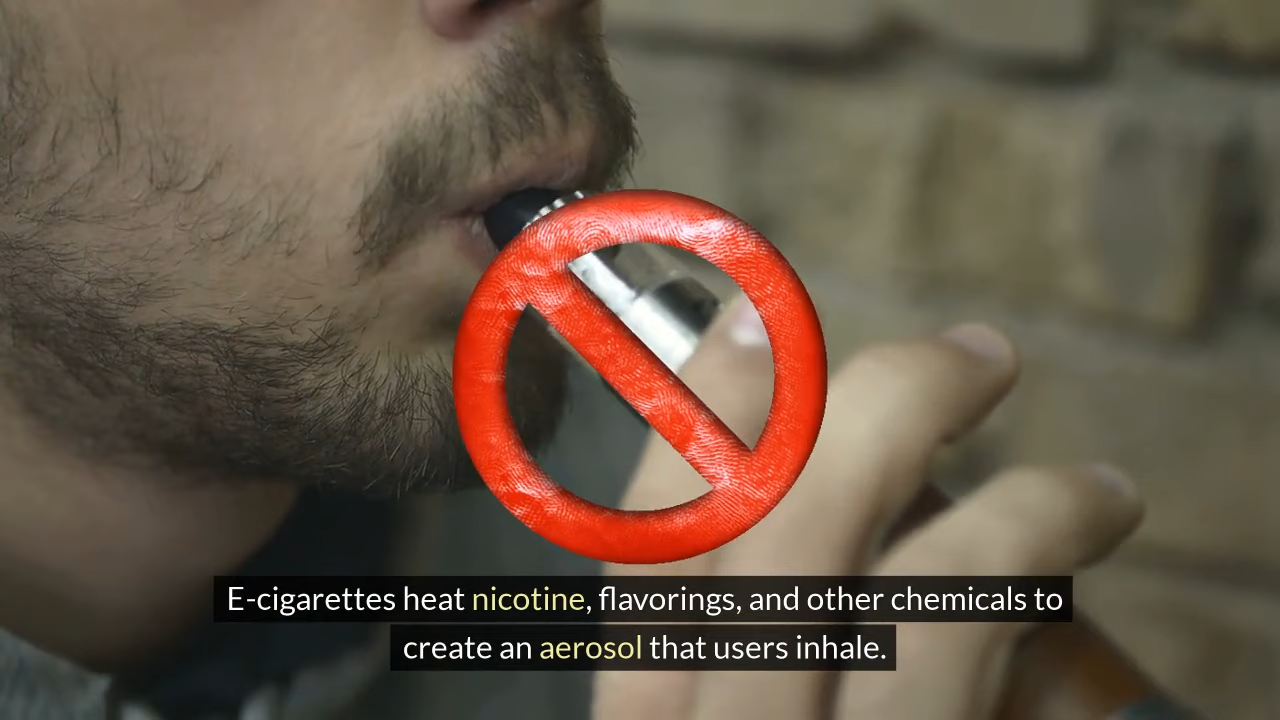 E-cigarettes heat nicotine, flavorings, and other chemicals to
create an aerosol that users inhale.